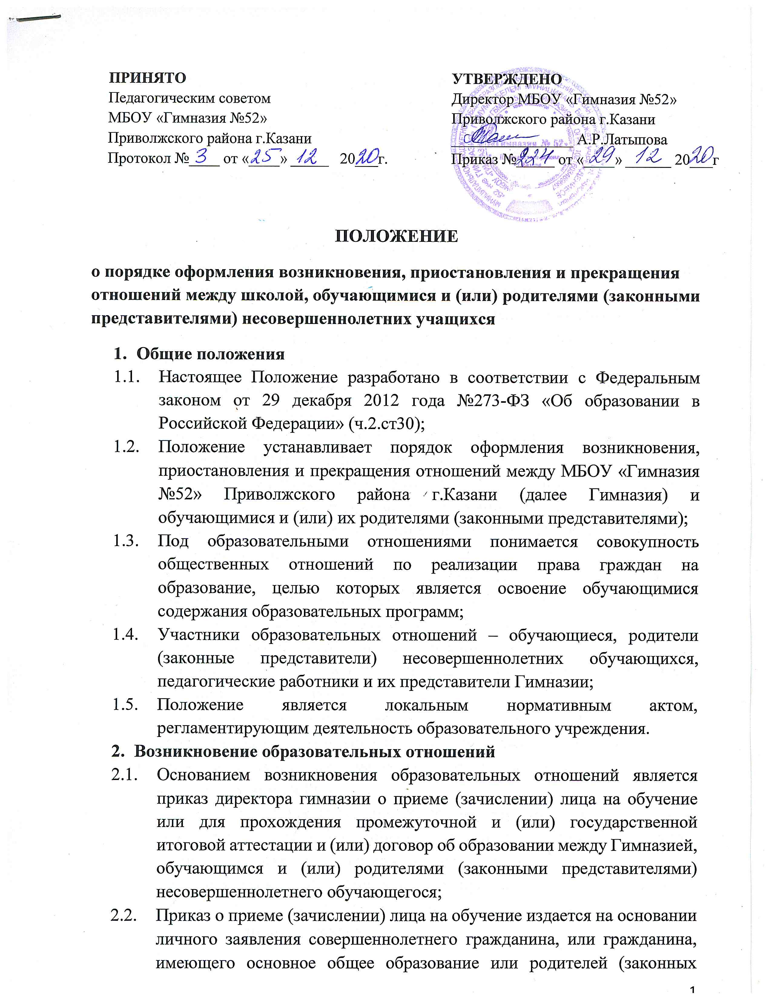 ПРИНЯТО
Педагогическим советом
МБОУ «Гимназия №52»
Приволжского района г.Казани
Протокол № 3 от «25» 12 2020г.
УТВЕРЖДЕНО
Директор МБОУ «Гимназия №52»
Приволжского района г.Казани
А.Р.Латыпова
Приказ №224 от «29» 12 2020г
ПОЛОЖЕНИЕ
о порядке оформления возникновения, приостановления и прекращения
отношений между школой, обучающимися и (или) родителями (законными
представителями) несовершеннолетних учащихся
1. Общие положения
1.1. Настоящее Положение разработано в соответствии с Федеральным
законом от 29 декабря 2012 года №273-ФЗ «Об образовании в
Российской Федерации» (ч.2.ст30);
1.2. Положение устанавливает порядок оформления возникновения,
приостановления и прекращения отношений между МБОУ «Гимназия
№52» Приволжского района г.Казани (далее Гимназия) и
обучающимися и (или) их родителями (законными представителями);
1.3. Под образовательными отношениями понимается совокупность
общественных отношений по реализации права граждан на
образование, целью которых является освоение обучающимися
содержания образовательных программ;
1.4. Участники образовательных отношений – обучающиеся, родители
(законные представители) несовершеннолетних обучающихся,
педагогические работники и их представители Гимназии;
1.5. Положение является локальным нормативным актом,
регламентирующим деятельность образовательного учреждения.
2. Возникновение образовательных отношений
2.1. Основанием возникновения образовательных отношений является
приказ директора гимназии о приеме (зачислении) лица на обучение
или для прохождения промежуточной и (или) государственной
итоговой аттестации и (или) договор об образовании между Гимназией,
обучающимся и (или) родителями (законными представителями)
несовершеннолетнего обучающегося;
2.2. Приказ о приеме (зачислении) лица на обучение издается на основании
личного заявления совершеннолетнего гражданина, или гражданина,
имеющего основное общее образование или родителей (законных
1